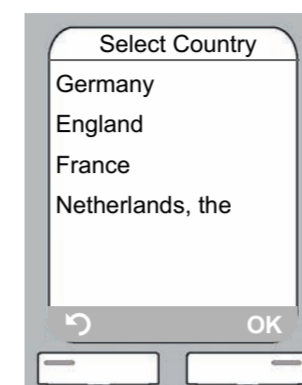 Select Country
Germany
England
France
Netherlands, the
OK